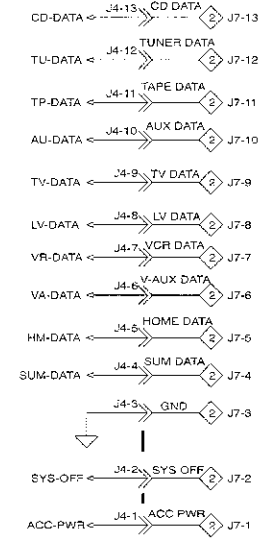 J4-13 CD DATA
CD-DATA 2 J7-13
J4-12 TUNER DATA
TU-DATA 2 J7-12
J4-11 TAPE DATA
TP-DATA 2 J7-11
J4-10 AUX DATA
AU-DATA 2 J7-10
J4-9 TV DATA
TV-DATA 2 J7-9
J4-8 LV DATA
LV-DATA 2 J7-8
J4-7 VCR DATA
VR-DATA 2 J7-7
J4-6 V-AUX DATA
VA-DATA 2 J7-6
J4-5 HOME DATA
HM-DATA 2 J7-5
J4-4 SUM DATA
SUM-DATA 2 J7-4
J4-3 GND
2 J7-3
J4-2 SYS OFF
SYS-OFF 2 J7-2
J4-1 ACC PWR
ACC-PWR 2 J7-1